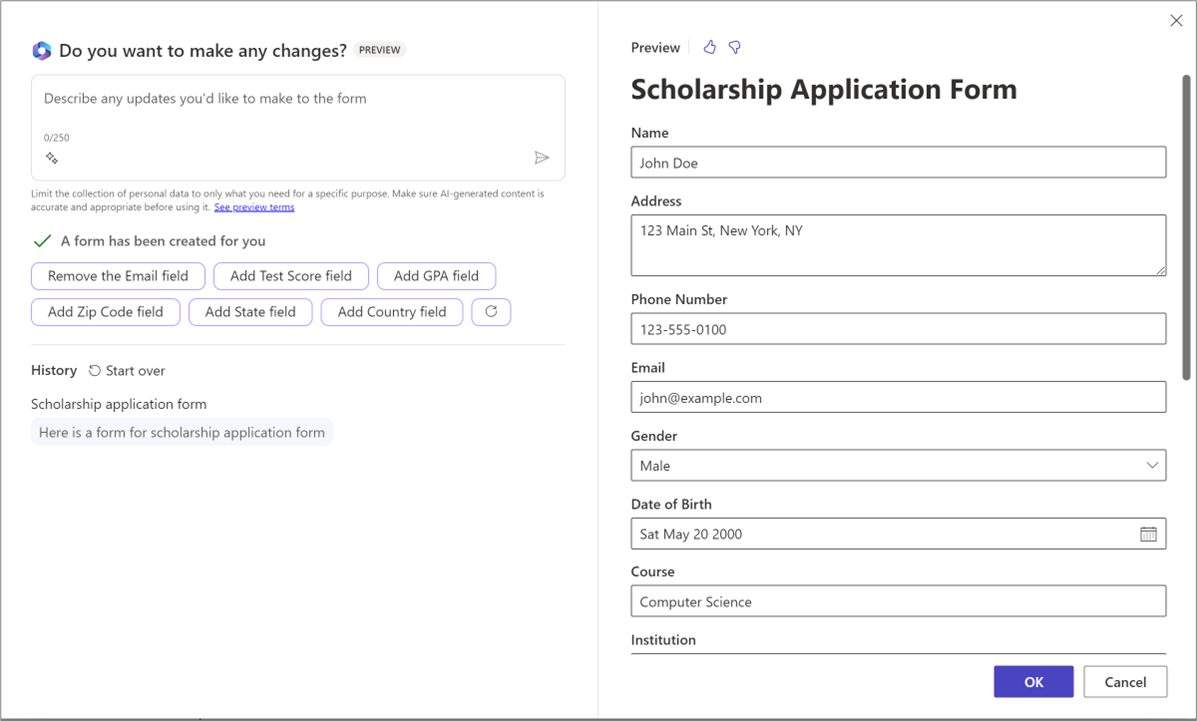 Do you want to make any changes? PREVIEW
Describe any updates you'd like to make to the form
0/250
Limit the collection of personal data to only what you need for a specific purpose. Make sure AI-generated content is
accurate and appropriate before using it. See preview terms
A form has been created for you
Remove the Email field Add Test Score field Add GPA field
Add Zip Code field Add State field Add Country field
History Start over
Scholarship application form
Here is a form for scholarship application form
Preview
Scholarship Application Form
Name
John Doe
Address
123 Main St, New York, NY
Phone Number
123-555-0100
Email
john@example.com
Gender
Male
Date of Birth
Sat May 20 2000
Course
Computer Science
Institution
OK Cancel